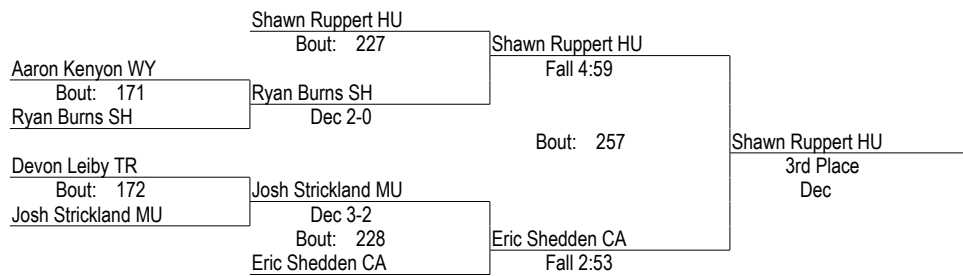 Shawn Ruppert HU
Bout: 227
Shawn Ruppert HU
Fall 4:59
Aaron Kenyon WY
Bout: 171
Ryan Burns SH
Ryan Burns SH
Dec 2-0
Bout: 257
Shawn Ruppert HU
3rd Place
Dec
Devon Leiby TR
Bout: 172
Josh Strickland MU
Josh Strickland MU
Dec 3-2
Bout: 228
Eric Shedden CA
Eric Shedden CA
Fall 2:53